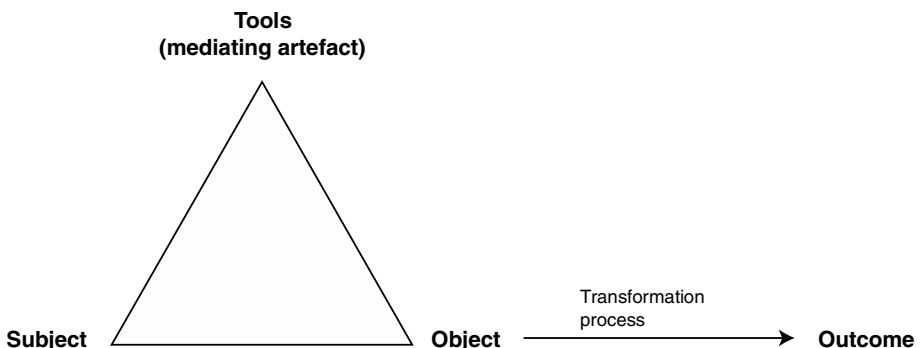 Tools
(mediating artefact)
Transformation
process
Subject
Object
Outcome